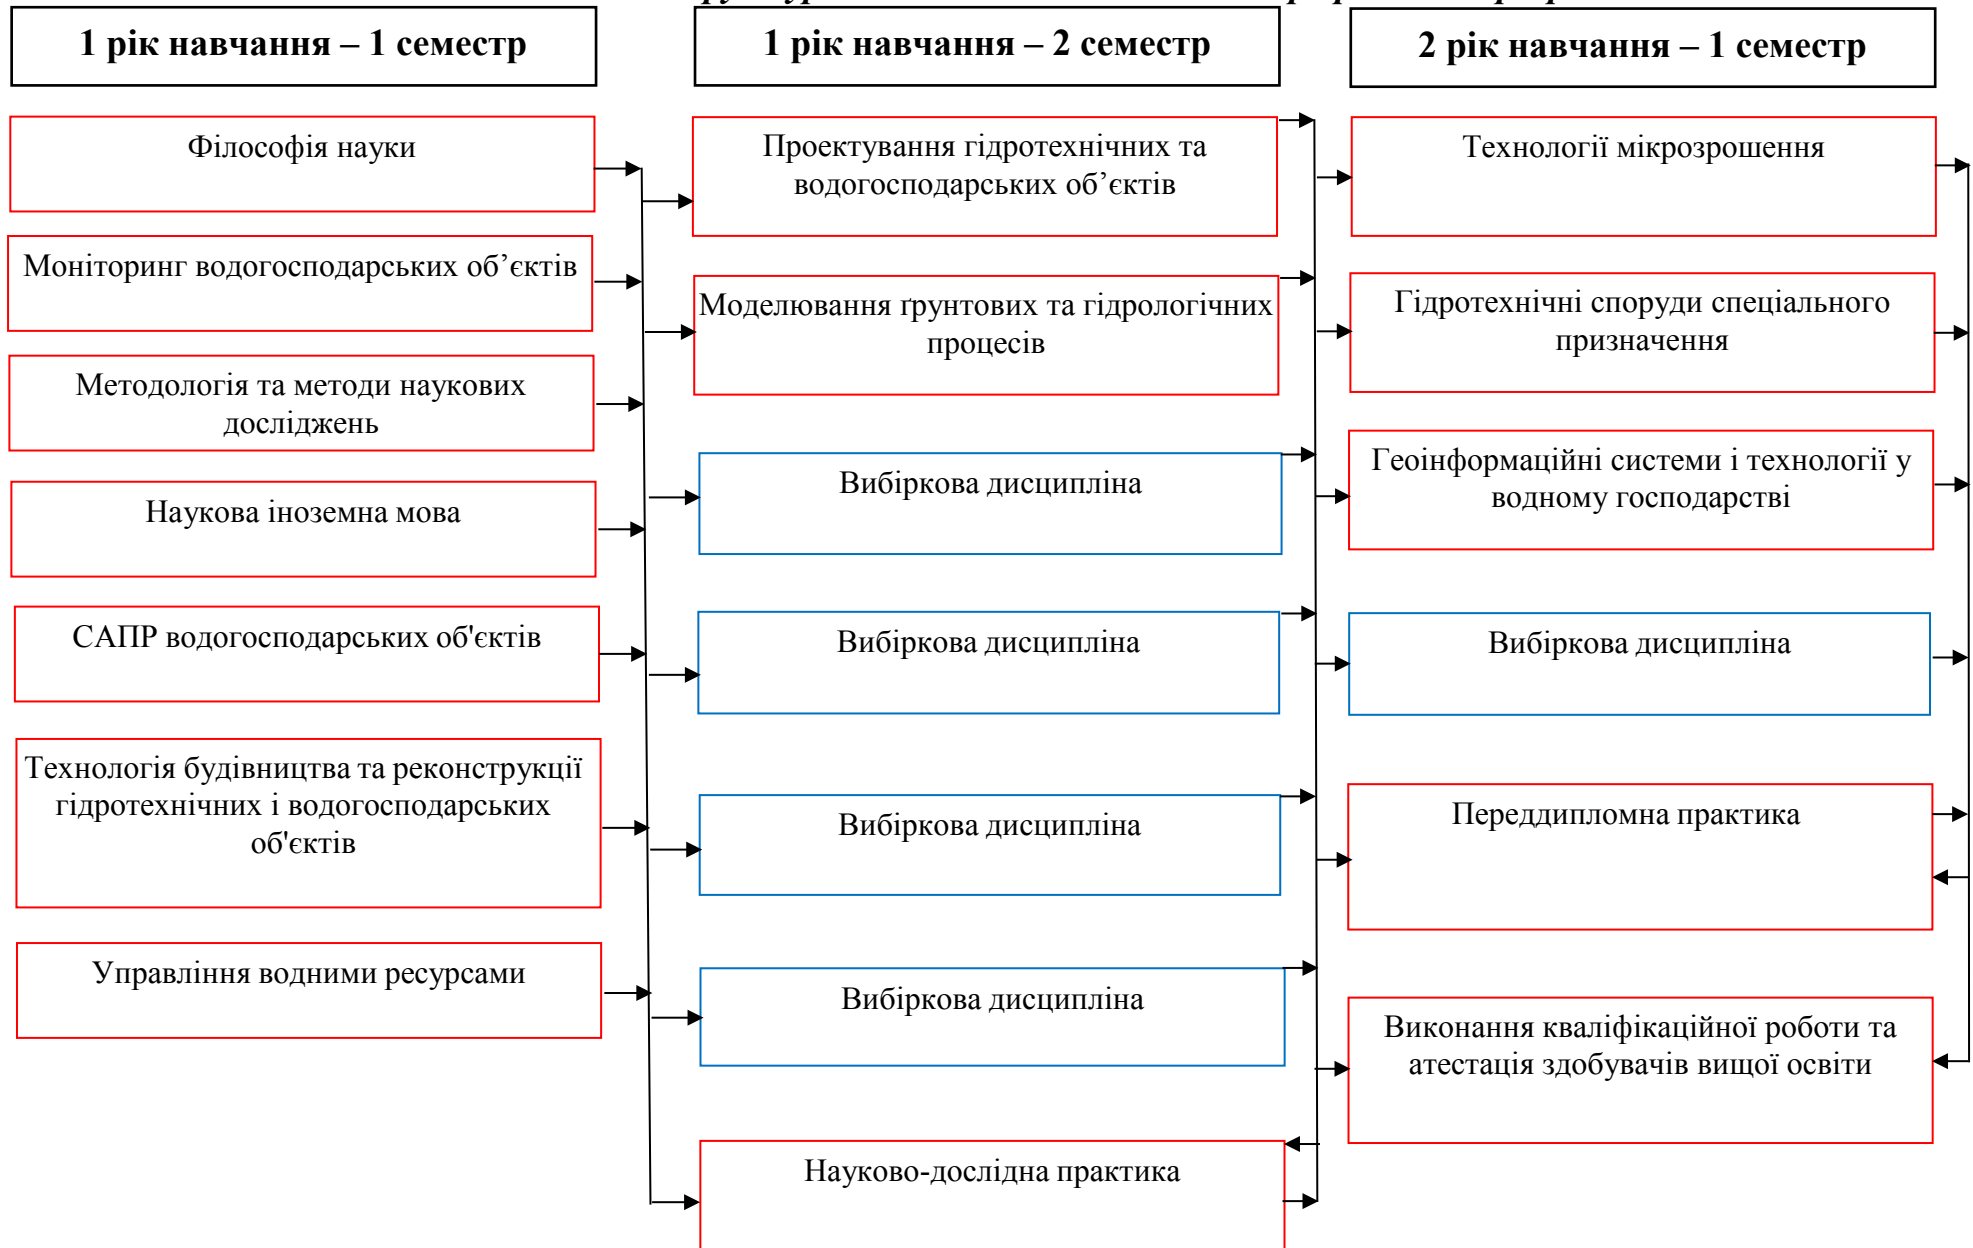 1 рік навчання – 1 семестр
Філософія науки
Моніторинг водогосподарських об’єктів
Методологія та методи наукових
досліджень
Наукова іноземна мова
САПР водогосподарських об'єктів
Технологія будівництва та реконструкції
гідротехнічних і водогосподарських
об'єктів
Управління водними ресурсами
1 рік навчання – 2 семестр
Проектування гідротехнічних та
водогосподарських об’єктів
Моделювання ґрунтових та гідрологічних
процесів
Вибіркова дисципліна
Вибіркова дисципліна
Вибіркова дисципліна
Вибіркова дисципліна
Науково-дослідна практика
2 рік навчання – 1 семестр
Технології мікрозрошення
Гідротехнічні споруди спеціального
призначення
Геоінформаційні системи і технології у
водному господарстві
Вибіркова дисципліна
Переддипломна практика
Виконання кваліфікаційної роботи та
атестація здобувачів вищої освіти